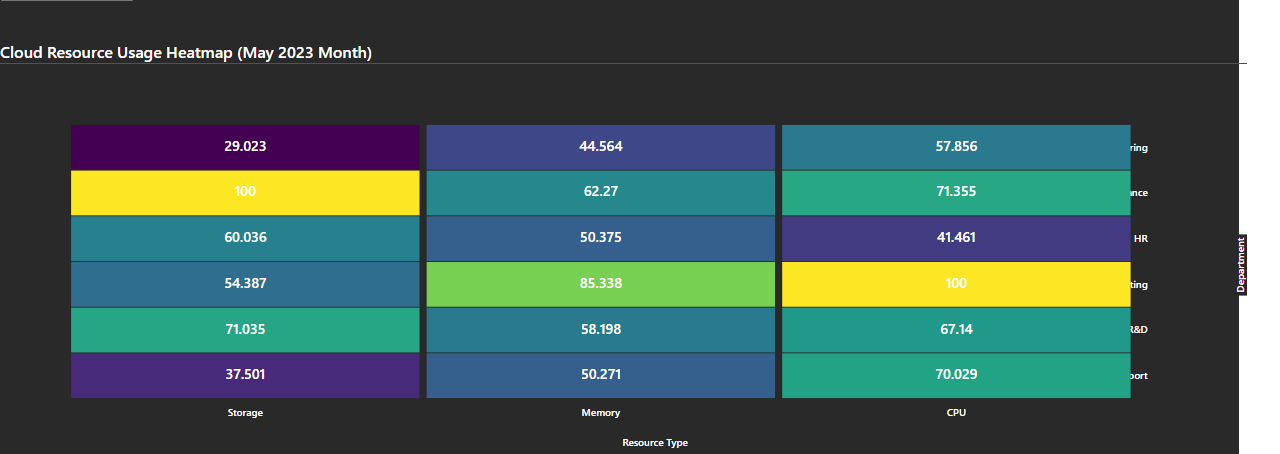 Cloud Resource Usage Heatmap (May 2023 Month)
29.023 44.564 57.856 ring
100 62.27 71.355 nce
60.036 50.375 41.461 HR
54.387 85.338 100 ting
71.035 58.198 67.14 R&D
37.501 50.271 70.029 port
Storage Memory CPU
Resource Type
Department